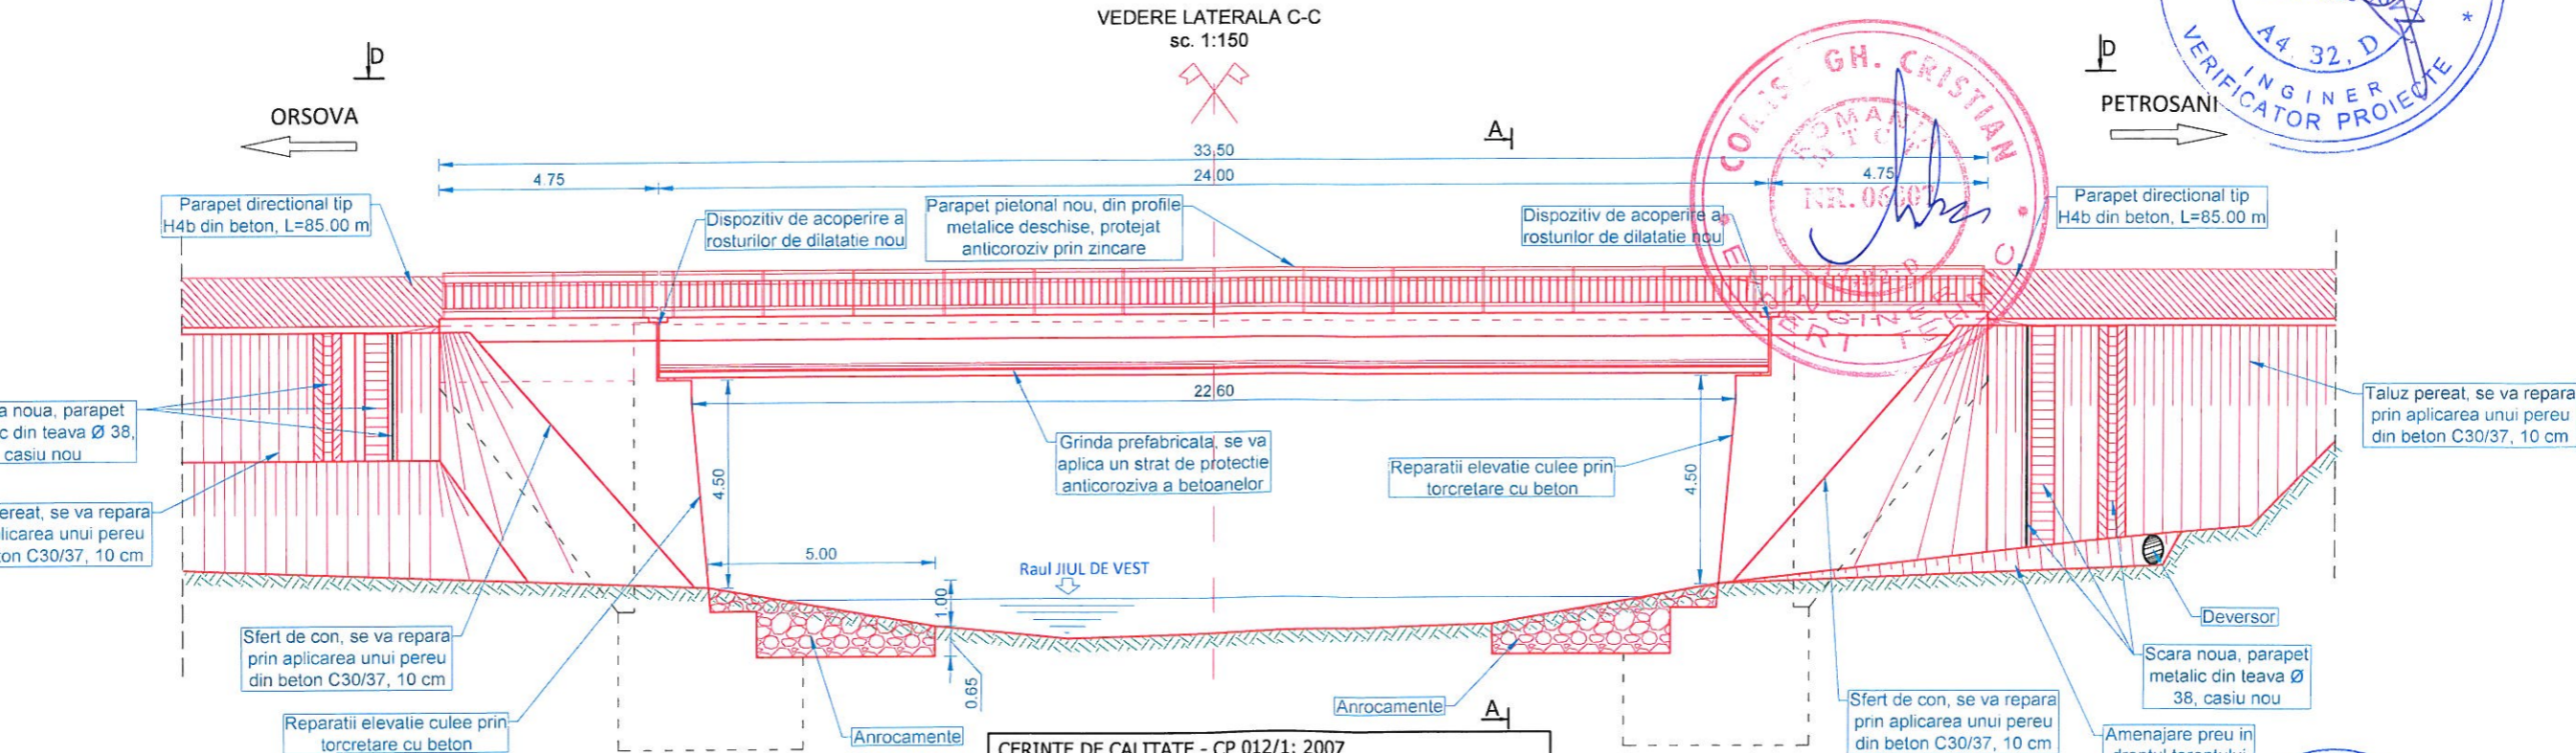 VEDERE LATERALA C-C
sc. 1:150
D
D
ORSOVA
PETROSANI
A
33,50
4.75
24.00
4.75
Parapet directional tip
H4b din beton, L=85.00 m
Dispozitiv de acoperire a
rosturilor de dilatatie nou
Parapet pietonal nou, din profile
metalice deschise, protejat
anticoroziv prin zincare
Dispozitiv de acoperire a
rosturilor de dilatatie nou
Parapet directional tip
H4b din beton, L=85.00 m
GH. CRISTIAN
INGINER
A4, 32, D
INGINER
VERIFICATOR PROIECTE
a noua, parapet
c din teava Ø 38,
casiu nou
ereat, se va repara
licarea unui pereu
ton C30/37, 10 cm
22.60
4.50
4.50
Grinda prefabricata, se va
aplica un strat de protectie
anticoroziva a betoanelor
Reparatii elevatie culee prin
torcretare cu beton
Taluz pereat, se va repara
prin aplicarea unui pereu
din beton C30/37, 10 cm
5.00
1.00
0.65
Raul JIUL DE VEST
Sfert de con, se va repara
prin aplicarea unui pereu
din beton C30/37, 10 cm
Reparatii elevatie culee prin
torcretare cu beton
Anrocamente
Anrocamente
A
Deversor
Scara noua, parapet
metalic din teava Ø
38, casiu nou
Sfert de con, se va repara
prin aplicarea unui pereu
din beton C30/37, 10 cm
Amenajare preu in
dreptul torentului
CERINTE DE CALITATE - CP 012/1: 2007